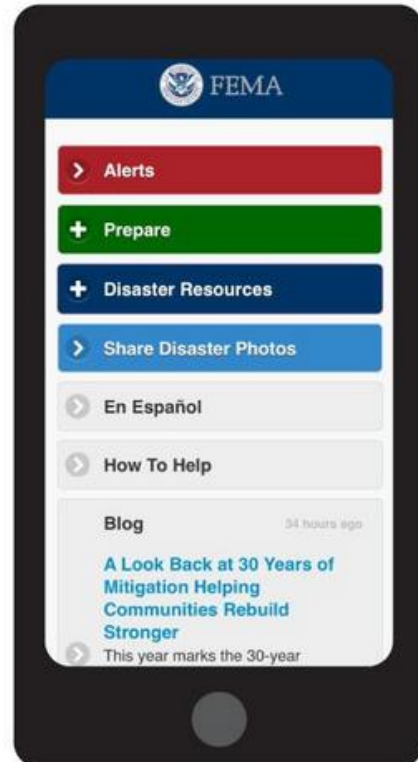 FEMA
Alerts
Prepare
Disaster Resources
Share Disaster Photos
En Español
How To Help
Blog 34 hours ago
A Look Back at 30 Years of
Mitigation Helping
Communities Rebuild
Stronger
This year marks the 30-year